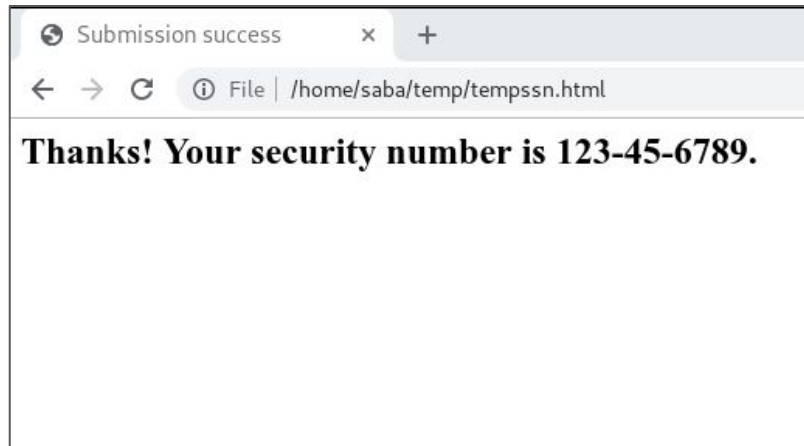 Submission success
File | /home/saba/temp/tempssn.html
Thanks! Your security number is 123-45-6789.